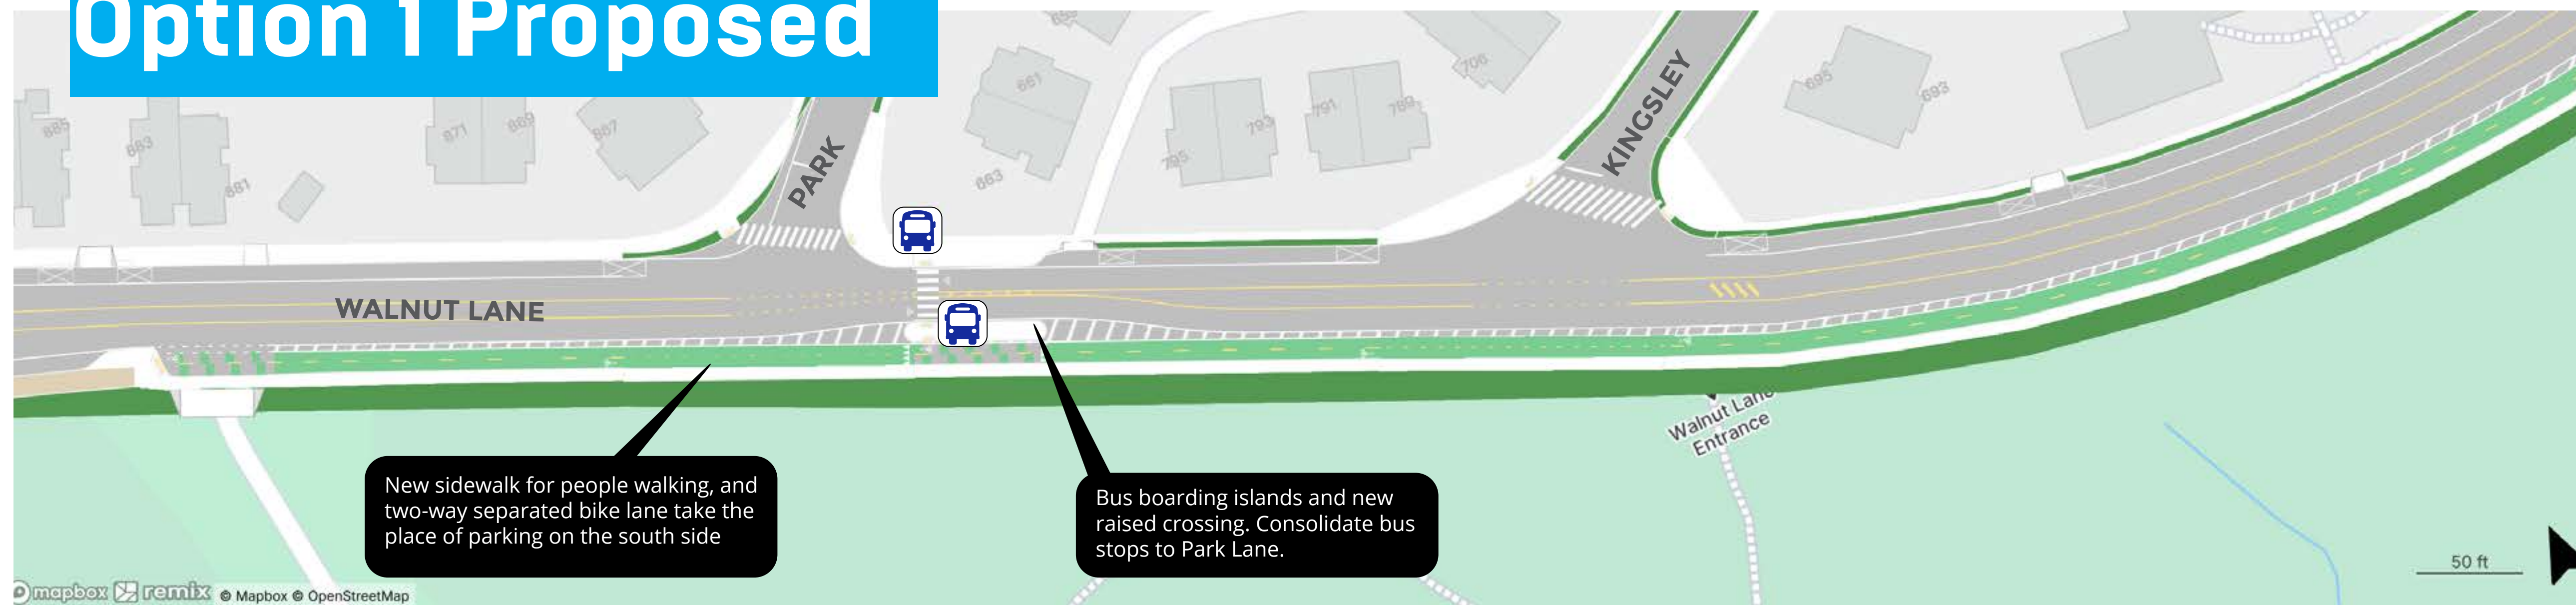 Option 1 Proposed
659
661
706
695
693
885
883
881
871
869
867
PARK
663
795
793
791
789
KINGSLEY
WALNUT LANE
Walnut Lane
Entrance
New sidewalk for people walking, and
two-way separated bike lane take the
place of parking on the south side
Bus boarding islands and new
raised crossing. Consolidate bus
stops to Park Lane.
50 ft
mapbox remix © Mapbox © OpenStreetMap